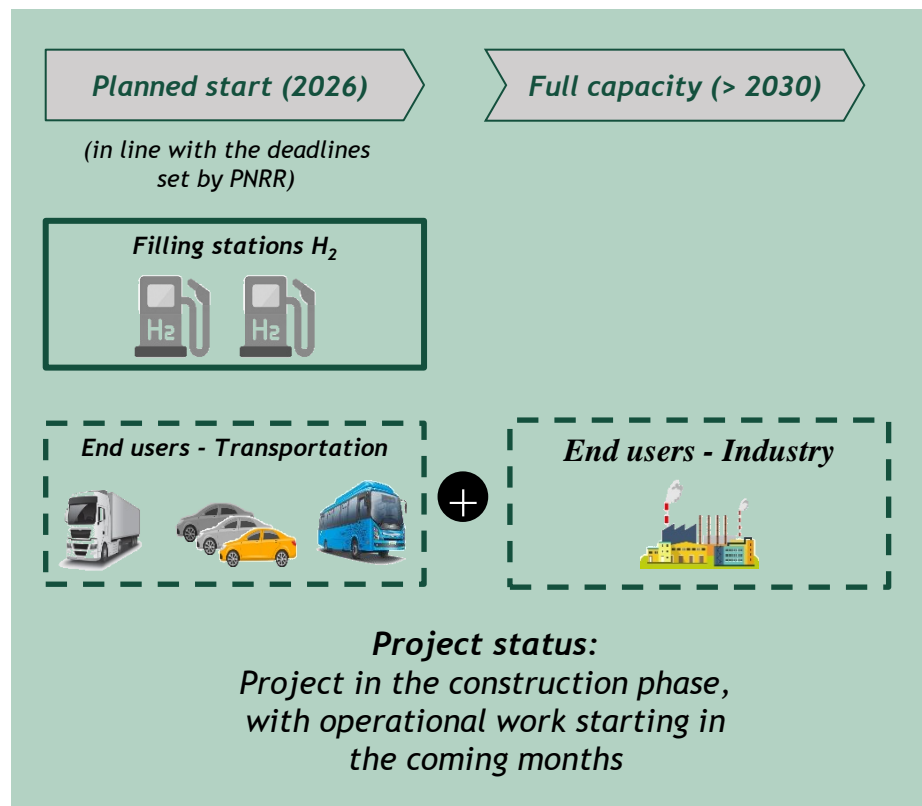 Planned start (2026)
Full capacity (> 2030)
(in line with the deadlines
set by PNRR)
Filling stations H₂
H2 H2
End users - Transportation
+
End users - Industry
Project status:
Project in the construction phase,
with operational work starting in
the coming months